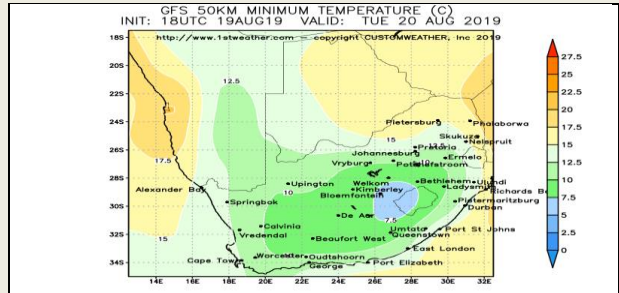 GFS 50KM MINIMUM TEMPERATURE (C)
INIT: 18UTC 19AUG19 VALID: TUE 20 AUG 2019
http://www.1stweather.com – copyright CUSTOMWEATHER, Inc 2019
18S
20S
22S
24S
26S
28S
30S
32S
34S
12.5
17.5
15
Pietersburg
Phalaborwa
15
Skukuza
12.5
Nelspruit
Pretoria
Johannesburg
Ermelo
Vryburg
10
Welkom
Bethlehem
Ulundi
Alexander Bay
Upington
Kimberley
Ladysmith
10
Bloemfontein
Richards B
Springbok
Pietermaritzburg
Durban
De Aar
7.5
Calvinia
Umtata
Port St Johns
Vredendal
Beaufort West
Queenstown
15
East London
Worcester
Oudtshoorn
Cape Town
George
Port Elizabeth
14E 16E 18E 20E 22E 24E 26E 28E 30E 32E
27.5
25
22.5
20
17.5
15
12.5
10
7.5
5
2.5
0